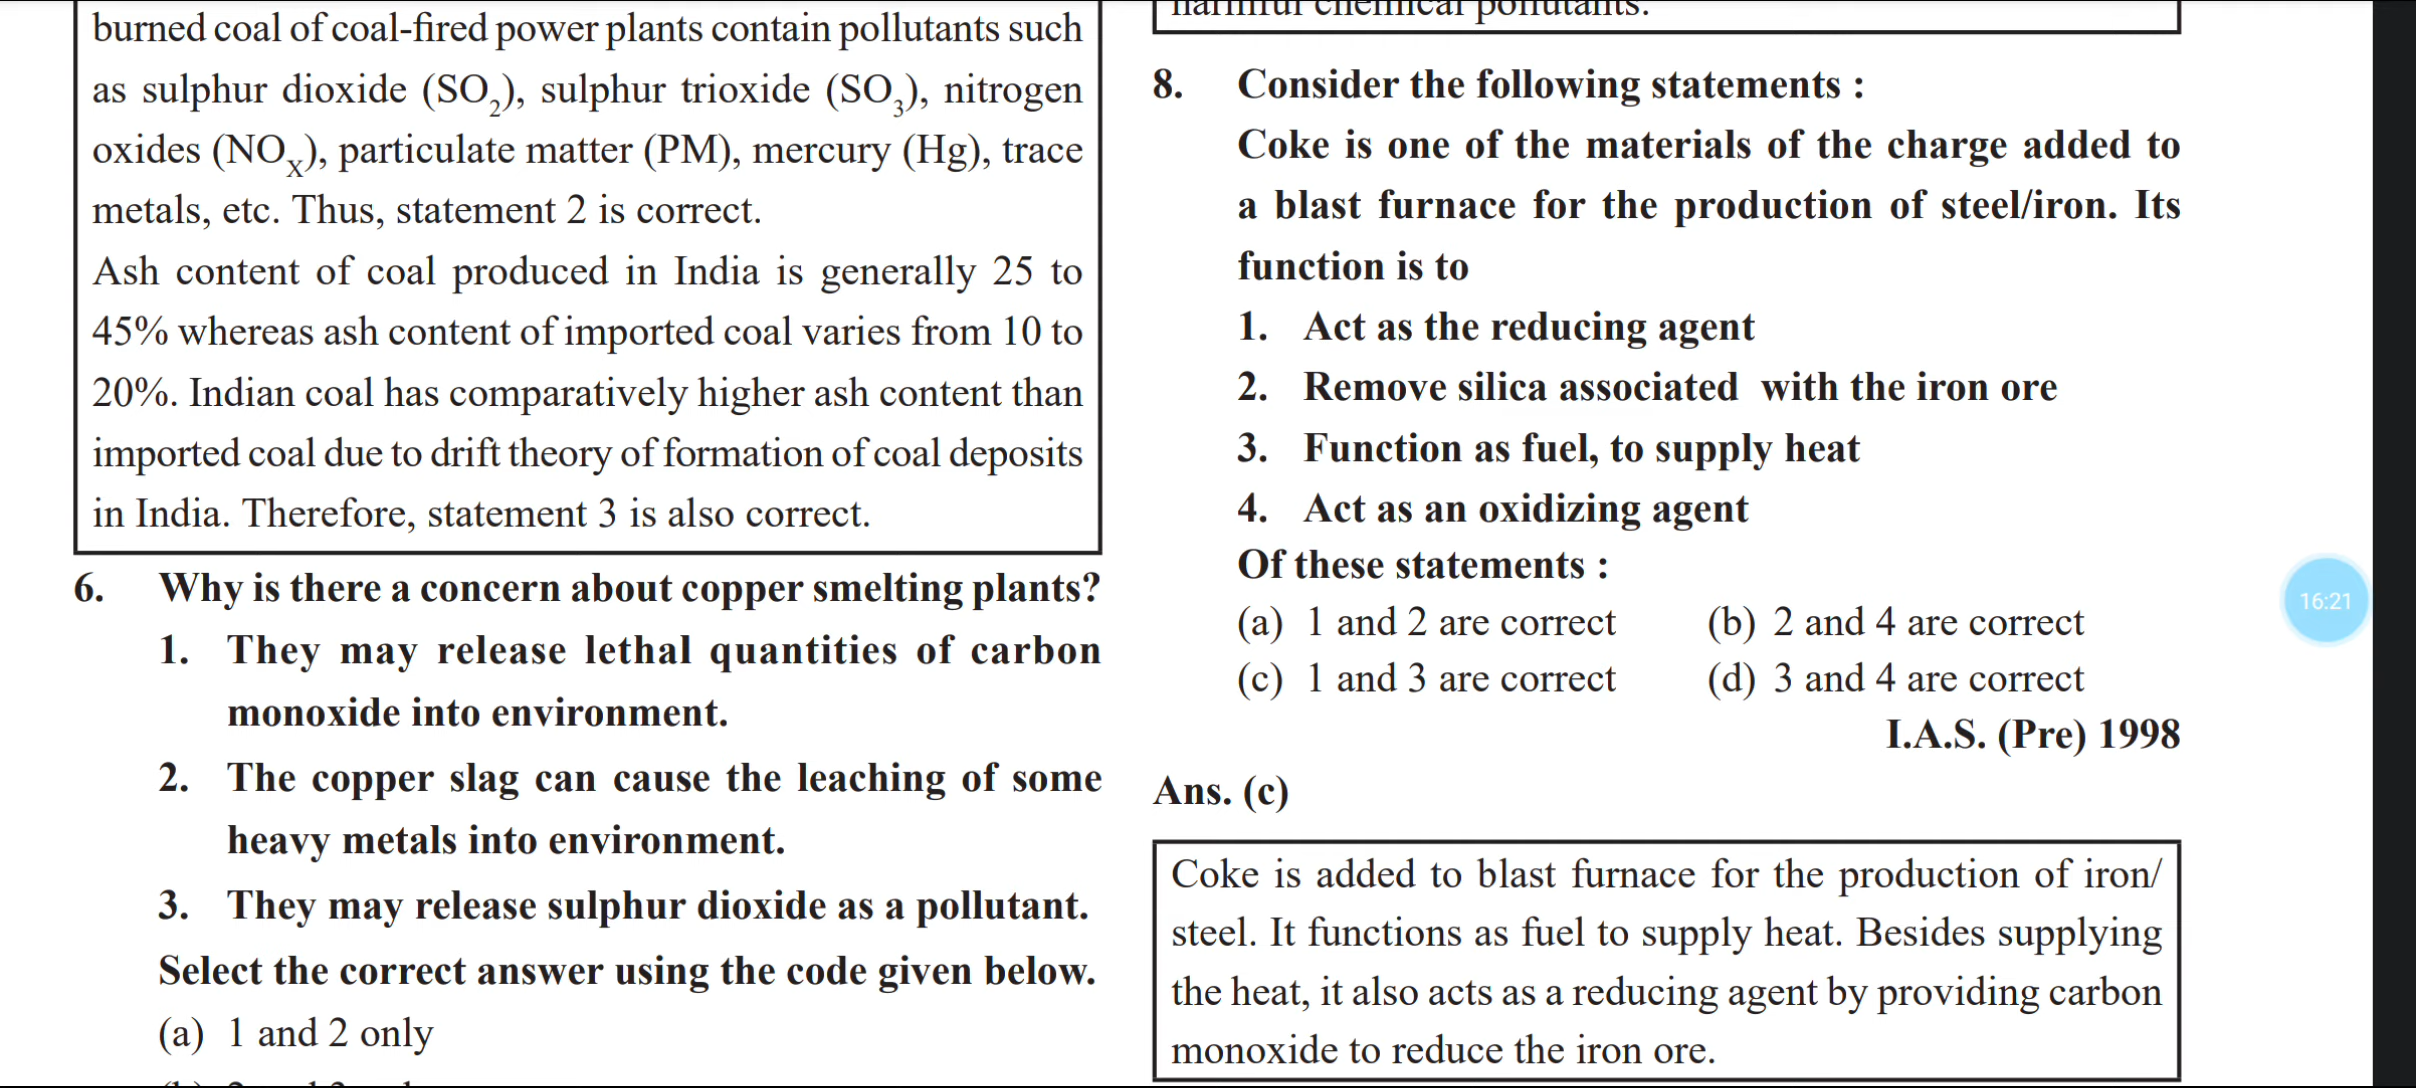 burned coal of coal-fired power plants contain pollutants such
as sulphur dioxide (SO₂), sulphur trioxide (SO₃), nitrogen
oxides (NOₓ), particulate matter (PM), mercury (Hg), trace
metals, etc. Thus, statement 2 is correct.
Ash content of coal produced in India is generally 25 to
45% whereas ash content of imported coal varies from 10 to
20%. Indian coal has comparatively higher ash content than
imported coal due to drift theory of formation of coal deposits
in India. Therefore, statement 3 is also correct.
6. Why is there a concern about copper smelting plants?
1. They may release lethal quantities of carbon
monoxide into environment.
2. The copper slag can cause the leaching of some
heavy metals into environment.
3. They may release sulphur dioxide as a pollutant.
Select the correct answer using the code given below.
(a) 1 and 2 only
harmful chemical pollutants.
8. Consider the following statements :
Coke is one of the materials of the charge added to
a blast furnace for the production of steel/iron. Its
function is to
1. Act as the reducing agent
2. Remove silica associated with the iron ore
3. Function as fuel, to supply heat
4. Act as an oxidizing agent
Of these statements :
(a) 1 and 2 are correct (b) 2 and 4 are correct
(c) 1 and 3 are correct (d) 3 and 4 are correct
I.A.S. (Pre) 1998
Ans. (c)
Coke is added to blast furnace for the production of iron/
steel. It functions as fuel to supply heat. Besides supplying
the heat, it also acts as a reducing agent by providing carbon
monoxide to reduce the iron ore.
16:21